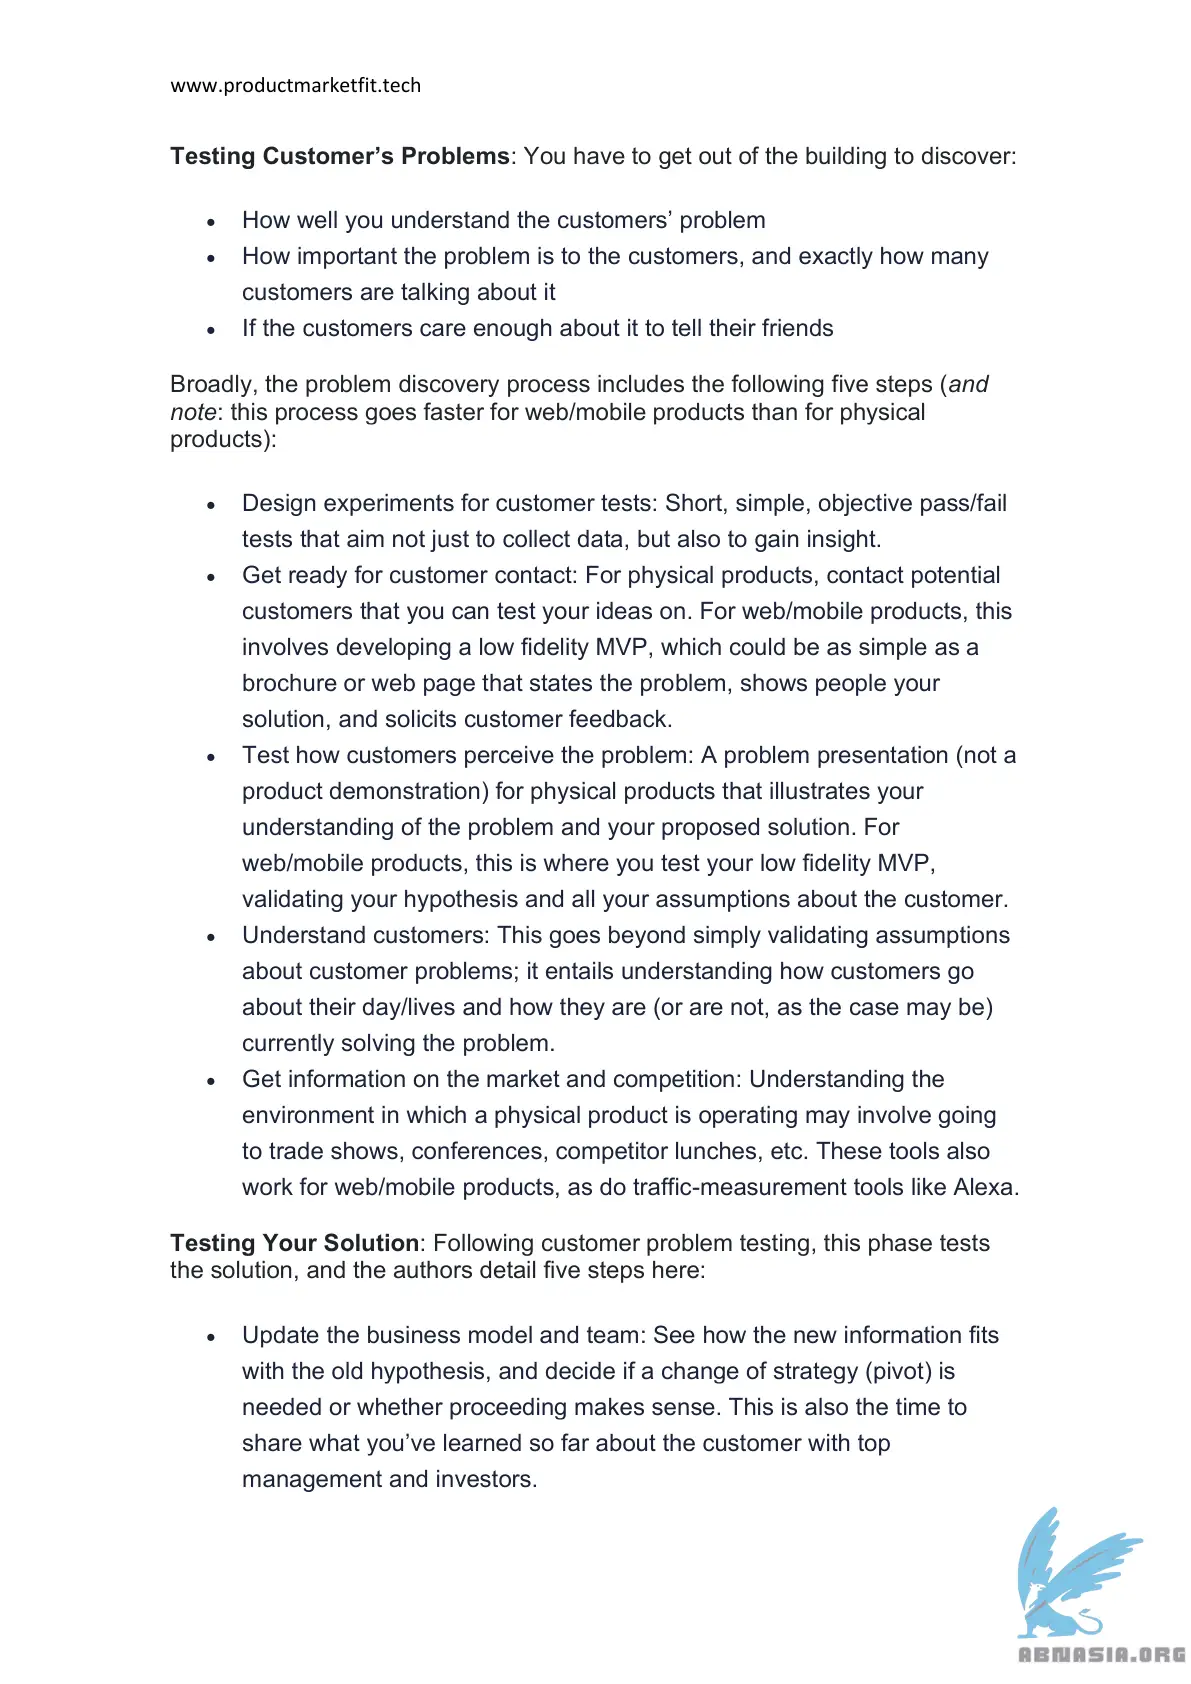 www.productmarketfit.tech
Testing Customer’s Problems: You have to get out of the building to discover:
• How well you understand the customers’ problem
• How important the problem is to the customers, and exactly how many
customers are talking about it
• If the customers care enough about it to tell their friends
Broadly, the problem discovery process includes the following five steps (and
note: this process goes faster for web/mobile products than for physical
products):
• Design experiments for customer tests: Short, simple, objective pass/fail
tests that aim not just to collect data, but also to gain insight.
• Get ready for customer contact: For physical products, contact potential
customers that you can test your ideas on. For web/mobile products, this
involves developing a low fidelity MVP, which could be as simple as a
brochure or web page that states the problem, shows people your
solution, and solicits customer feedback.
• Test how customers perceive the problem: A problem presentation (not a
product demonstration) for physical products that illustrates your
understanding of the problem and your proposed solution. For
web/mobile products, this is where you test your low fidelity MVP,
validating your hypothesis and all your assumptions about the customer.
• Understand customers: This goes beyond simply validating assumptions
about customer problems; it entails understanding how customers go
about their day/lives and how they are (or are not, as the case may be)
currently solving the problem.
• Get information on the market and competition: Understanding the
environment in which a physical product is operating may involve going
to trade shows, conferences, competitor lunches, etc. These tools also
work for web/mobile products, as do traffic-measurement tools like Alexa.
Testing Your Solution: Following customer problem testing, this phase tests
the solution, and the authors detail five steps here:
• Update the business model and team: See how the new information fits
with the old hypothesis, and decide if a change of strategy (pivot) is
needed or whether proceeding makes sense. This is also the time to
share what you’ve learned so far about the customer with top
management and investors.
ABNASIA.ORG